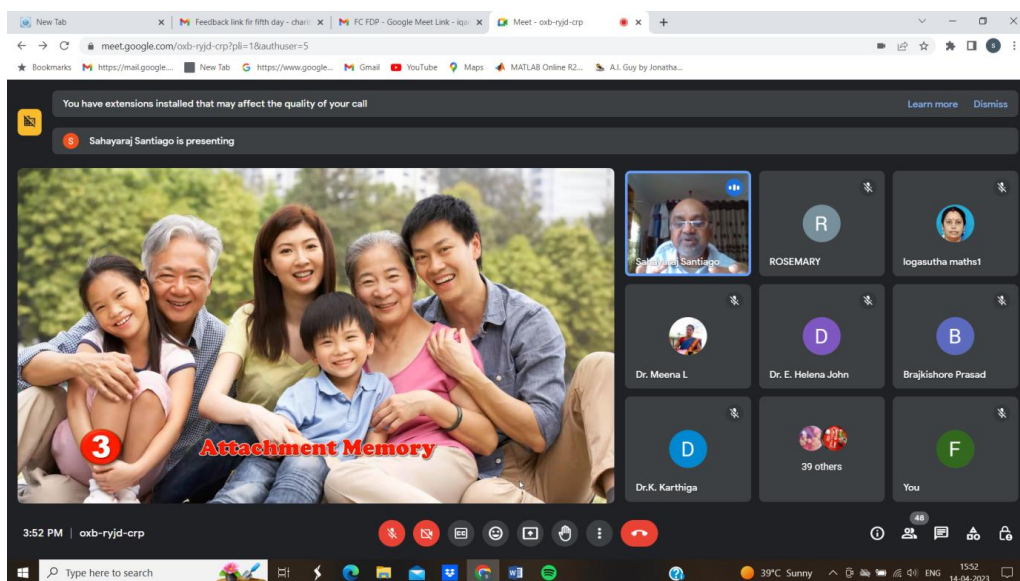 New Tab
Feedback link fir fifth day - charit
FC FDP - Google Meet Link - iqac
Meet - oxb-ryjd-crp
meet.google.com/oxb-ryjd-crp?pli=1&authuser=5
Bookmarks
https://mail.google....
New Tab
https://www.google...
Gmail
YouTube
Maps
MATLAB Online R2...
A.I. Guy by Jonatha...
You have extensions installed that may affect the quality of your call
Learn more
Dismiss
S
Sahayaraj Santiago is presenting
3
Attachment Memory
Sahayaraj Santiago
R
ROSEMARY
logasutha maths1
Dr. Meena L
D
Dr. E. Helena John
B
Brajkishore Prasad
D
Dr.K. Karthiga
39 others
F
You
3:52 PM | oxb-ryjd-crp
48
Type here to search
39°C Sunny
ENG
15:52
14-04-2023